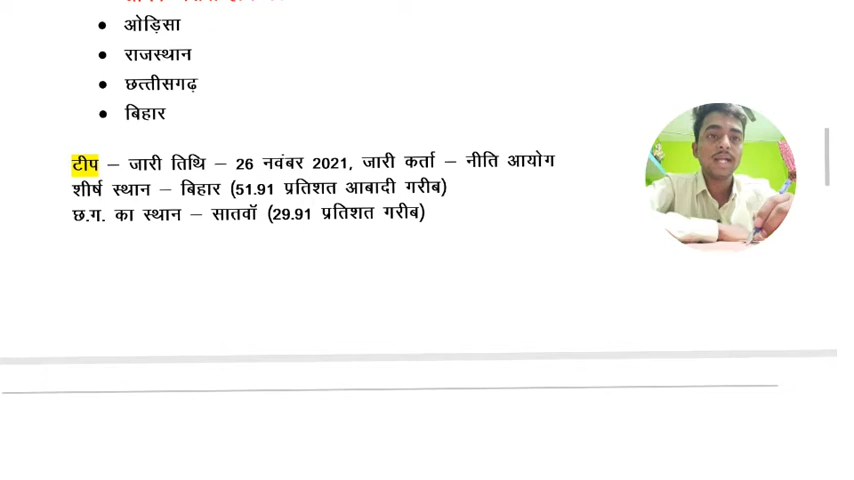 ओड़िसा
राजस्थान
छत्तीसगढ़
बिहार
टीप – जारी तिथि – 26 नवंबर 2021, जारी कर्ता – नीति आयोग
शीर्ष स्थान – बिहार (51.91 प्रतिशत आबादी गरीब)
छ.ग. का स्थान – सातवॉ (29.91 प्रतिशत गरीब)